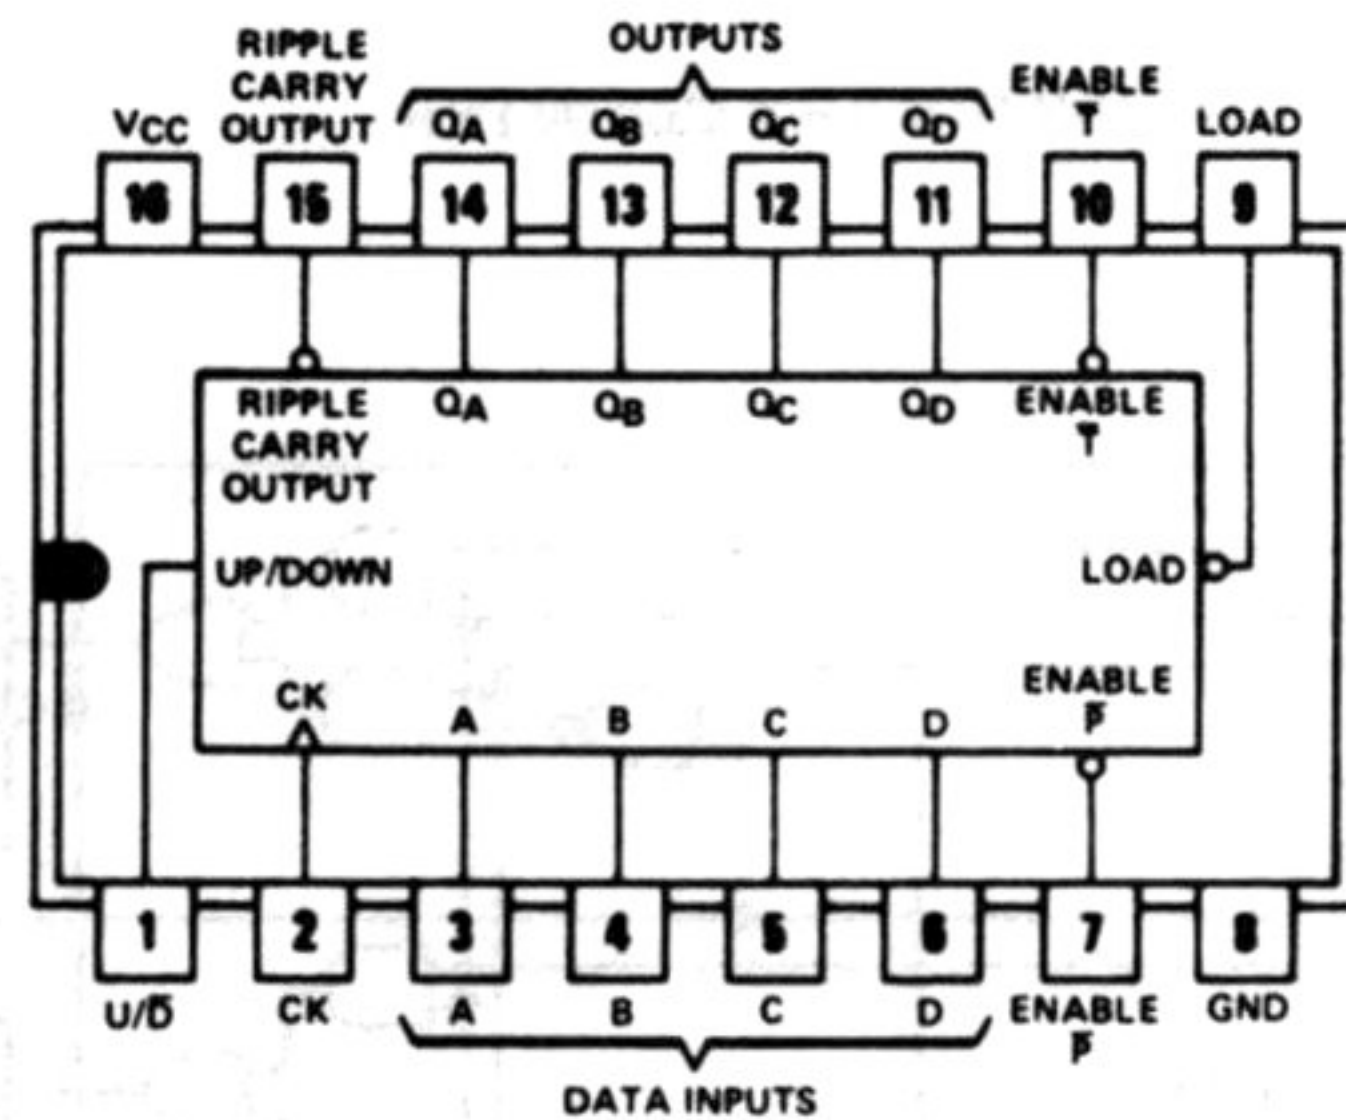 RIPPLE
CARRY
OUTPUT
OUTPUTS
ENABLE
T̅
VCC
QA QB QC QD
LOAD
16 15 14 13 12 11 10 9
RIPPLE
CARRY
OUTPUT
QA QB QC QD
ENABLE
T̅
UP/DOWN
LOAD
CK
A B C D
ENABLE
P̅
1 2 3 4 5 6 7 8
U/D̅ CK A B C D ENABLE
P̅
GND
DATA INPUTS